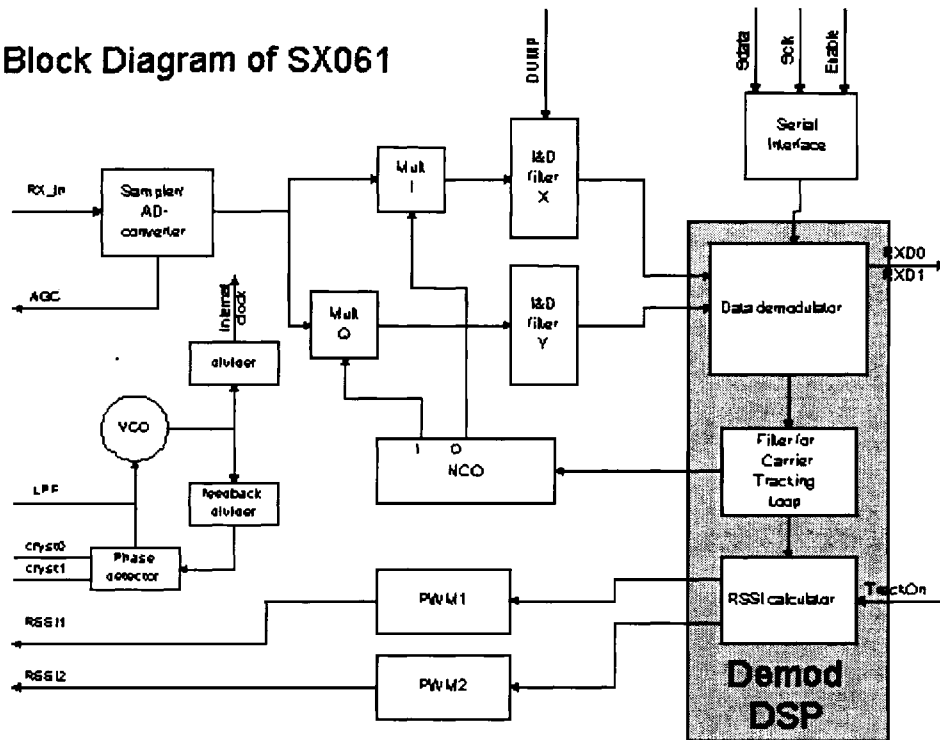 Block Diagram of SX061
DUMP
Sdata
Sclk
Enable
Serial
Interface
RX_in
Sampler/
AD-
converter
Mult
I
I&D
filter
X
AGC
Internal
clock
Mult
Q
I&D
filter
Y
Data demodulator
RXD0
RXD1
divider
VCO
I Q
NCO
Filter for
Carrier
Tracking
Loop
LPF
feedback
divider
cryst0
cryst1
Phase
detector
PWM1
RSSI calculator
TrackOn
RSSI1
RSSI2
PWM2
Demod
DSP